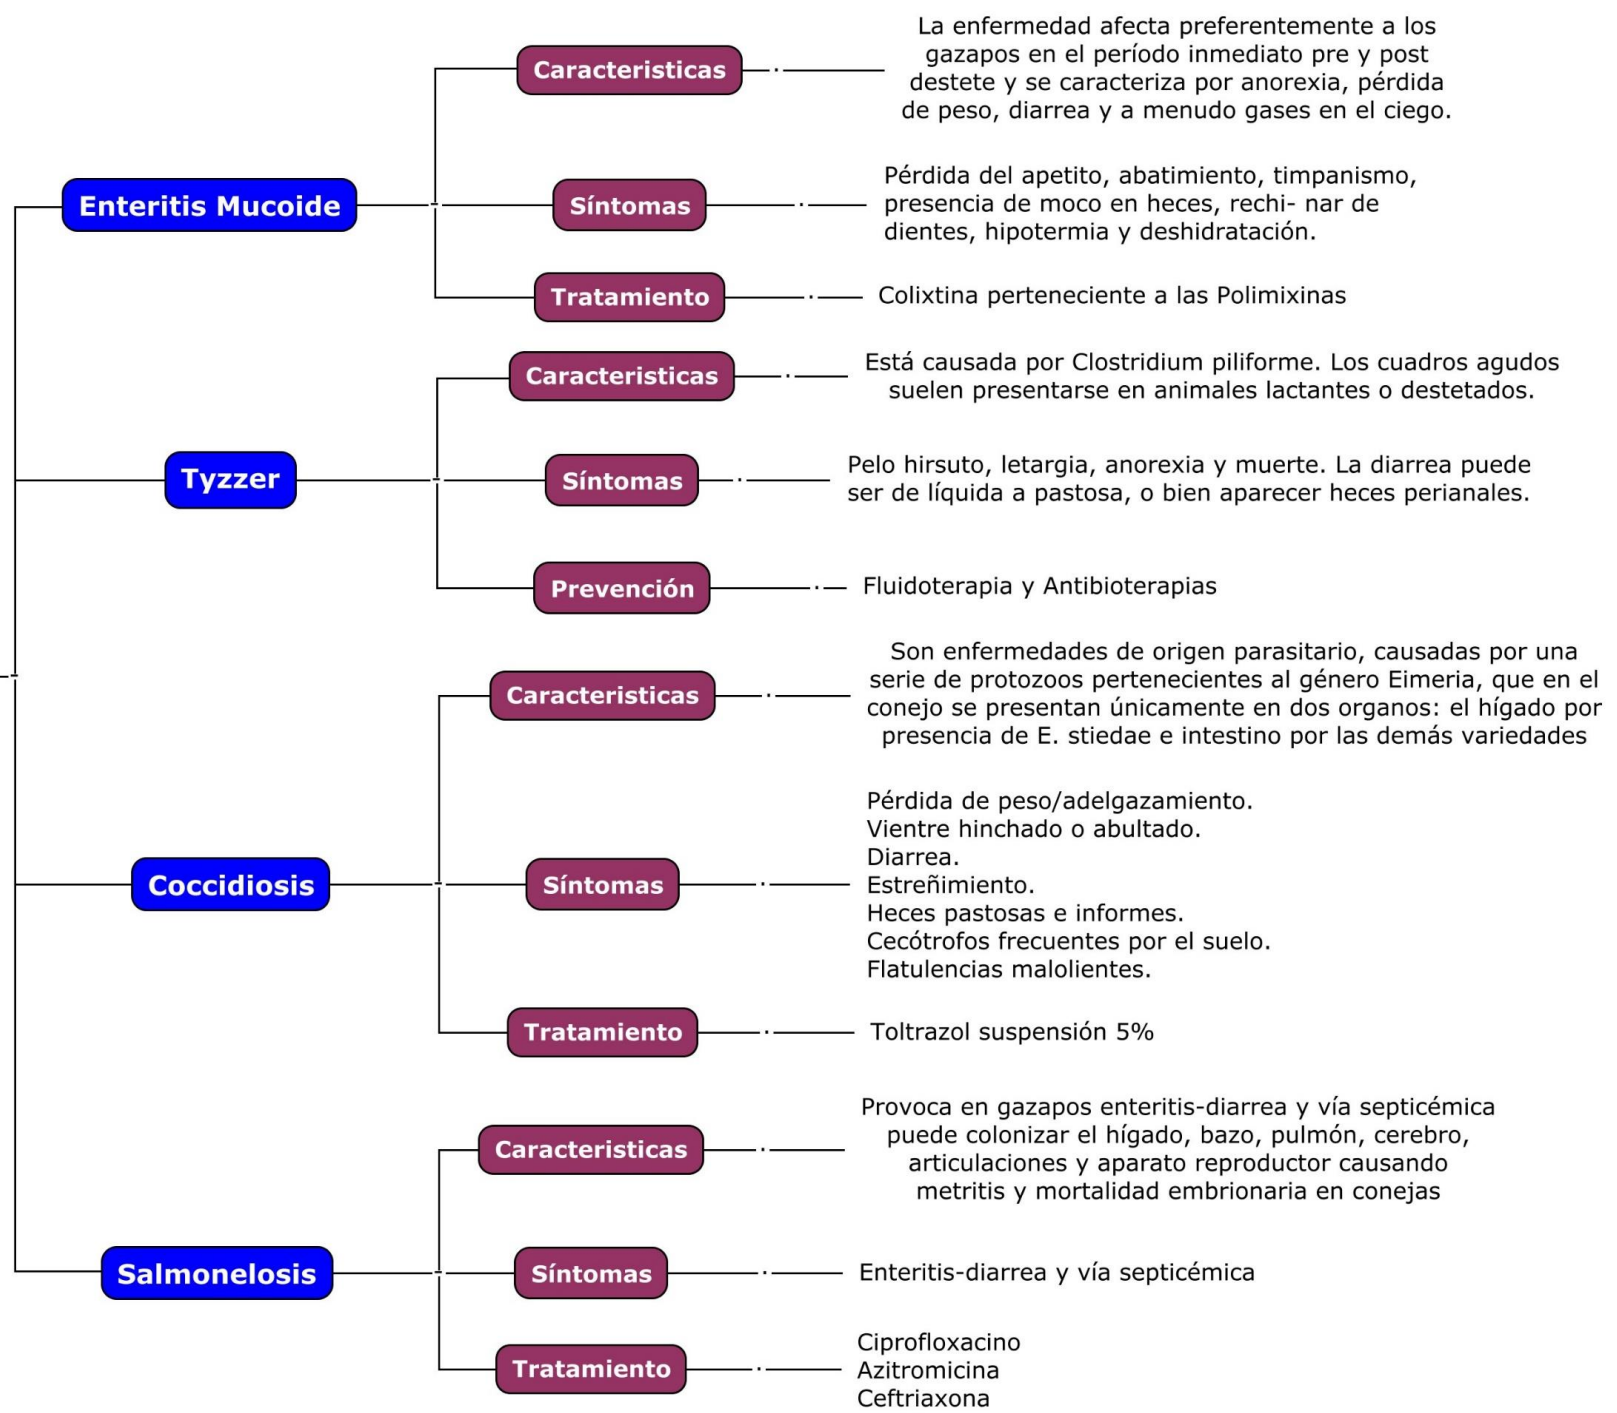 Enteritis Mucoide
Caracteristicas
La enfermedad afecta preferentemente a los
gazapos en el período inmediato pre y post
destete y se caracteriza por anorexia, pérdida
de peso, diarrea y a menudo gases en el ciego.
Síntomas
Pérdida del apetito, abatimiento, timpanismo,
presencia de moco en heces, rechi- nar de
dientes, hipotermia y deshidratación.
Tratamiento
Colixtina perteneciente a las Polimixinas
Tyzzer
Caracteristicas
Está causada por Clostridium piliforme. Los cuadros agudos
suelen presentarse en animales lactantes o destetados.
Síntomas
Pelo hirsuto, letargia, anorexia y muerte. La diarrea puede
ser de líquida a pastosa, o bien aparecer heces perianales.
Prevención
Fluidoterapia y Antibioterapias
Coccidiosis
Caracteristicas
Son enfermedades de origen parasitario, causadas por una
serie de protozoos pertenecientes al género Eimeria, que en el
conejo se presentan únicamente en dos organos: el hígado por
presencia de E. stiedae e intestino por las demás variedades
Síntomas
Pérdida de peso/adelgazamiento.
Vientre hinchado o abultado.
Diarrea.
Estreñimiento.
Heces pastosas e informes.
Cecótrofos frecuentes por el suelo.
Flatulencias malolientes.
Tratamiento
Toltrazol suspensión 5%
Salmonelosis
Caracteristicas
Provoca en gazapos enteritis-diarrea y vía septicémica
puede colonizar el hígado, bazo, pulmón, cerebro,
articulaciones y aparato reproductor causando
metritis y mortalidad embrionaria en conejas
Síntomas
Enteritis-diarrea y vía septicémica
Tratamiento
Ciprofloxacino
Azitromicina
Ceftriaxona